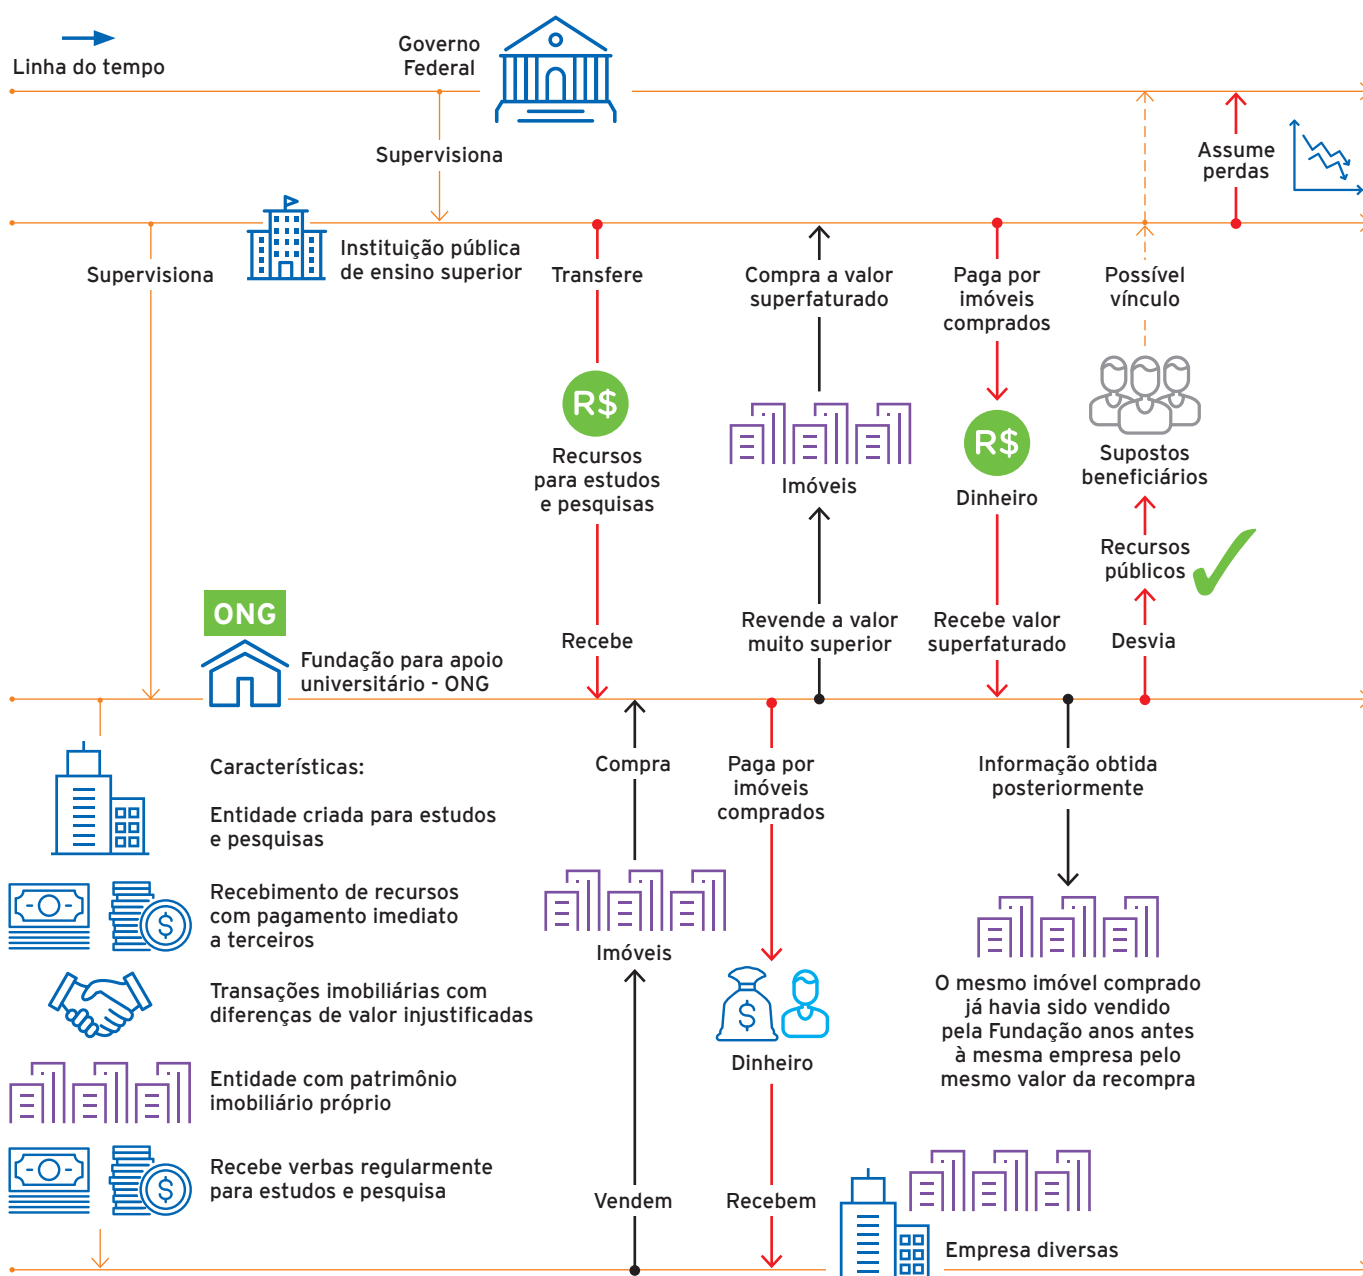 Linha do tempo
Governo
Federal
Supervisiona
Assume
perdas
Supervisiona
Instituição pública
de ensino superior
Transfere
Compra a valor
superfaturado
Paga por
imóveis
comprados
Possível
vínculo
R$
Recursos
para estudos
e pesquisas
Imóveis
R$
Dinheiro
Supostos
beneficiários
Recursos
públicos
ONG
Fundação para apoio
universitário - ONG
Recebe
Revende a valor
muito superior
Recebe valor
superfaturado
Desvia
Características:
Entidade criada para estudos
e pesquisas
Recebimento de recursos
com pagamento imediato
a terceiros
Transações imobiliárias com
diferenças de valor injustificadas
Entidade com patrimônio
imobiliário próprio
Recebe verbas regularmente
para estudos e pesquisa
Compra
Imóveis
Vendem
Paga por
imóveis
comprados
$
$
$
Dinheiro
Recebem
Informação obtida
posteriormente
O mesmo imóvel comprado
já havia sido vendido
pela Fundação anos antes
à mesma empresa pelo
mesmo valor da recompra
Empresa diversas